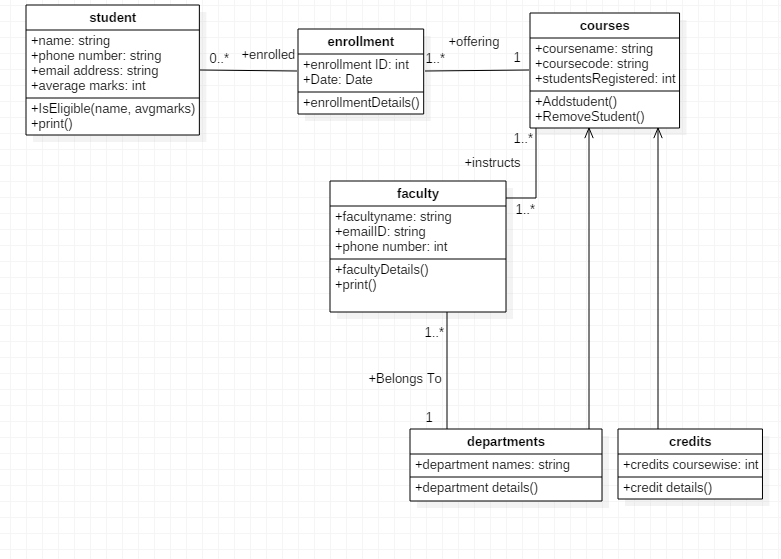 student
+name: string
+phone number: string
+email address: string
+average marks: int
+IsEligible(name, avgmarks)
+print()
0..*
+enrolled
enrollment
+enrollment ID: int
+Date: Date
+enrollmentDetails()
1..*
+offering
1
courses
+coursename: string
+coursecode: string
+studentsRegistered: int
+Addstudent()
+RemoveStudent()
1..*
+instructs
1..*
faculty
+facultyname: string
+emailID: string
+phone number: int
+facultyDetails()
+print()
1..*
+Belongs To
1
departments
+department names: string
+department details()
credits
+credits coursewise: int
+credit details()